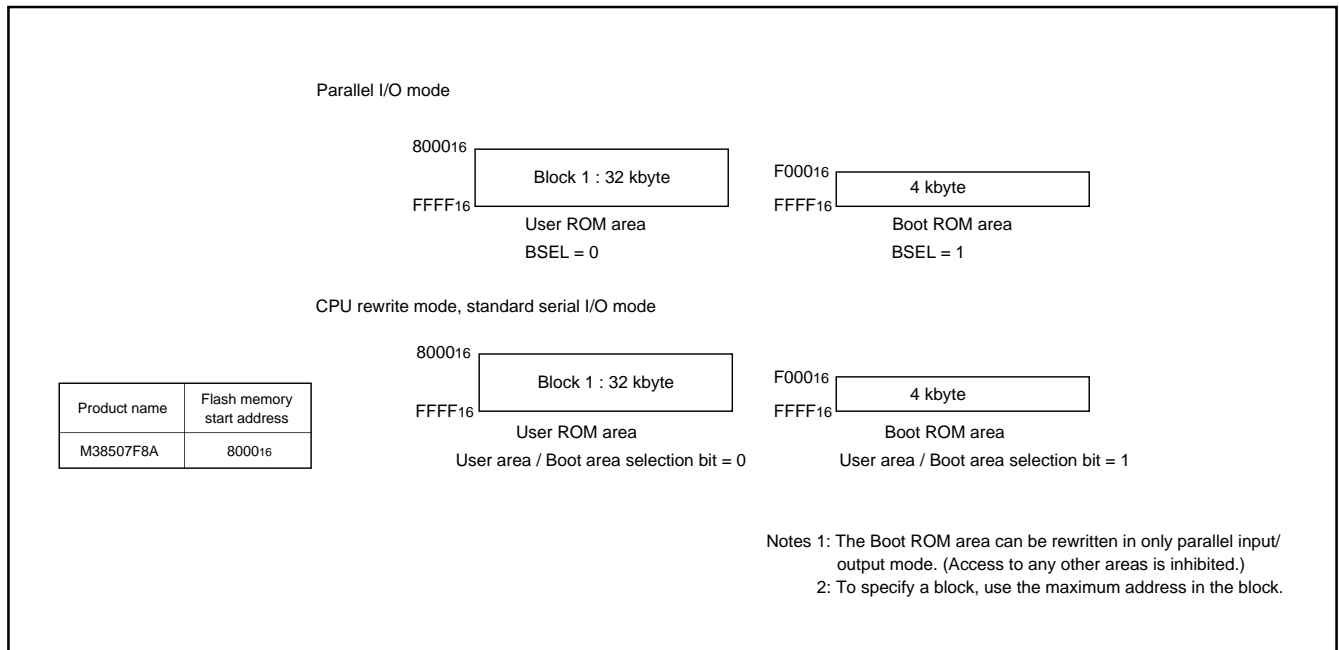 Parallel I/O mode
800016
Block 1 : 32 kbyte
FFFF16
User ROM area
BSEL = 0
F00016
4 kbyte
FFFF16
Boot ROM area
BSEL = 1
CPU rewrite mode, standard serial I/O mode
Product name
Flash memory
start address
M38507F8A
800016
800016
Block 1 : 32 kbyte
FFFF16
User ROM area
User area / Boot area selection bit = 0
F00016
4 kbyte
FFFF16
Boot ROM area
User area / Boot area selection bit = 1
Notes 1: The Boot ROM area can be rewritten in only parallel input/
output mode. (Access to any other areas is inhibited.)
2: To specify a block, use the maximum address in the block.